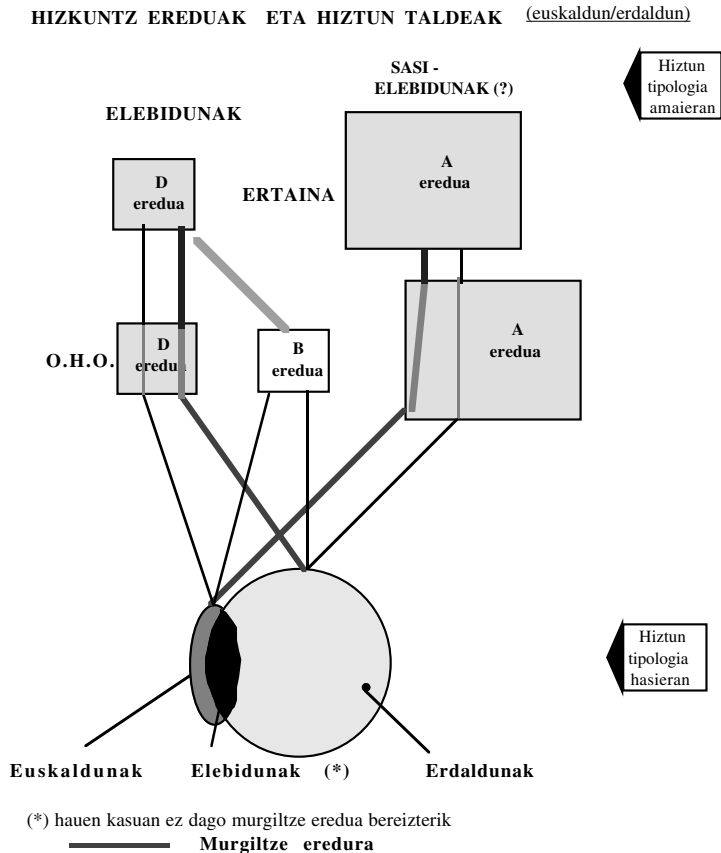 HIZKUNTZ EREDUAK ETA HIZTUN TALDEAK (euskaldun/erdaldun)
Hiztun
tipologia
amaieran
SASI -
ELEBIDUNAK (?)
ELEBIDUNAK
A
eredua
D
eredua
ERTAINA
A
eredua
D
eredua
B
eredua
O.H.O.
Hiztun
tipologia
hasieran
Euskaldunak Elebidunak (*) Erdaldunak
(*) hauen kasuan ez dago murgiltze eredua bereizterik
Murgiltze eredura